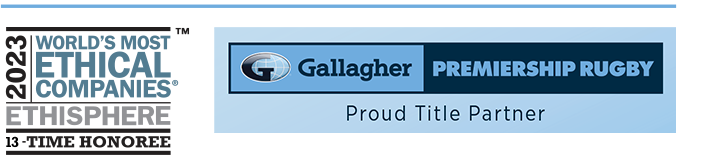 2023
WORLD'S MOST
ETHICAL
COMPANIES®
™
ETHISPHERE
13-TIME HONOREE
G Gallagher PREMIERSHIP RUGBY
Proud Title Partner